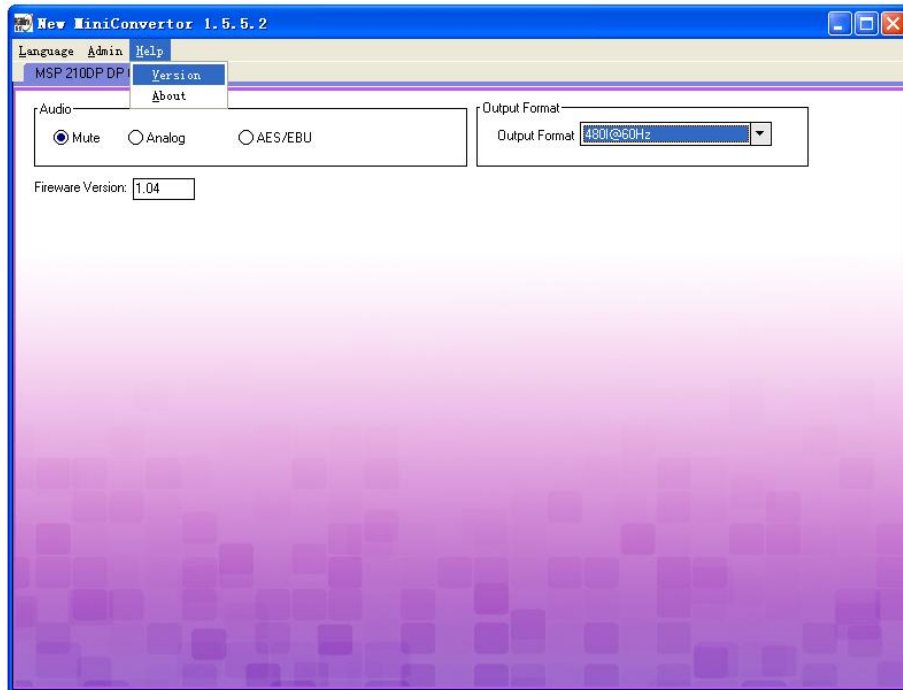 New MiniConvertor 1.5.5.2
Language Admin Help
MSP 210DP DP
Version
About
Audio
Mute Analog AES/EBU
Output Format
Output Format 480I@60Hz
Fireware Version: 1.04